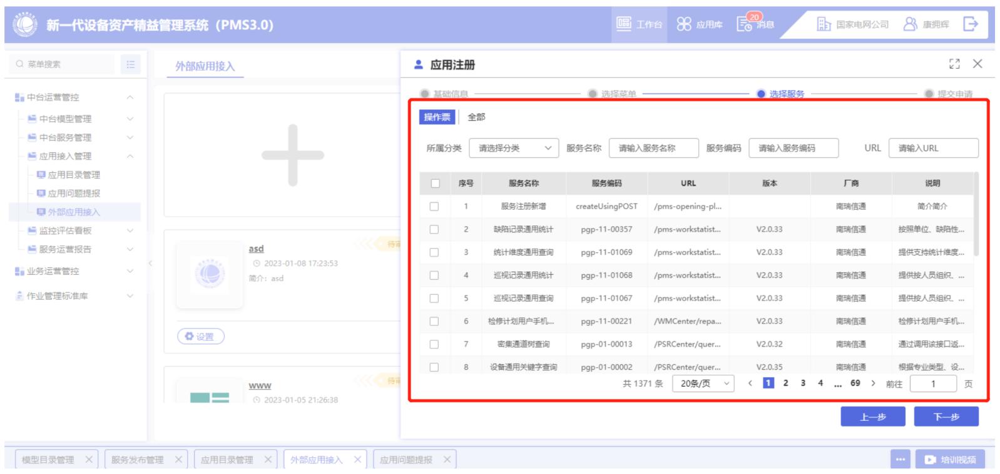 新一代设备资产精益管理系统（PMS3.0）
工作台
应用库
20
消息
国家电网公司
康拥辉
菜单搜索
中台运营管控
中台模型管理
中台服务管理
应用接入管理
应用目录管理
应用问题提报
外部应用接入
监控评估看板
服务运营报告
业务运营管控
作业管理标准库
外部应用接入
asd
待审
2023-01-08 17:23:53
简介：asd
设置
www
待审
2023-01-05 21:26:38
应用注册
基础信息 选择菜单 选择服务 提交申请
操作票 全部
所属分类 请选择分类 服务名称 请输入服务名称 服务编码 请输入服务编码 URL 请输入URL
序号 服务名称 服务编码 URL 版本 厂商 说明
1 服务注册新增 createUsingPOST /pms-opening-pl... 南瑞信通 简介简介
2 缺陷记录通用统计 pgp-11-00357 /pms-workstatist... V2.0.33 南瑞信通 按照单位、缺陷性...
3 统计维度通用查询 pgp-11-01069 /pms-workstatist... V2.0.33 南瑞信通 提供支持统计维度...
4 巡视记录通用统计 pgp-11-01068 /pms-workstatist... V2.0.33 南瑞信通 提供按人员组织、...
5 巡视记录通用查询 pgp-11-01067 /pms-workstatist... V2.0.33 南瑞信通 提供按人员组织、...
6 检修计划用户手机... pgp-11-00221 /WMCenter/repa... V2.0.33 南瑞信通 检修计划用户手机...
7 密集通道树查询 pgp-01-00013 /PSRCenter/quer... V2.0.32 南瑞信通 通过调用该接口返...
8 设备通用关键字查询 pgp-01-00002 /PSRCenter/quer... V2.0.35 南瑞信通 根据专业类型、设...
共 1371 条 20条/页 1 2 3 4 ... 69 前往 1 页
上一步 下一步
模型目录管理 服务发布管理 应用目录管理 外部应用接入 应用问题提报 ... 培训视频